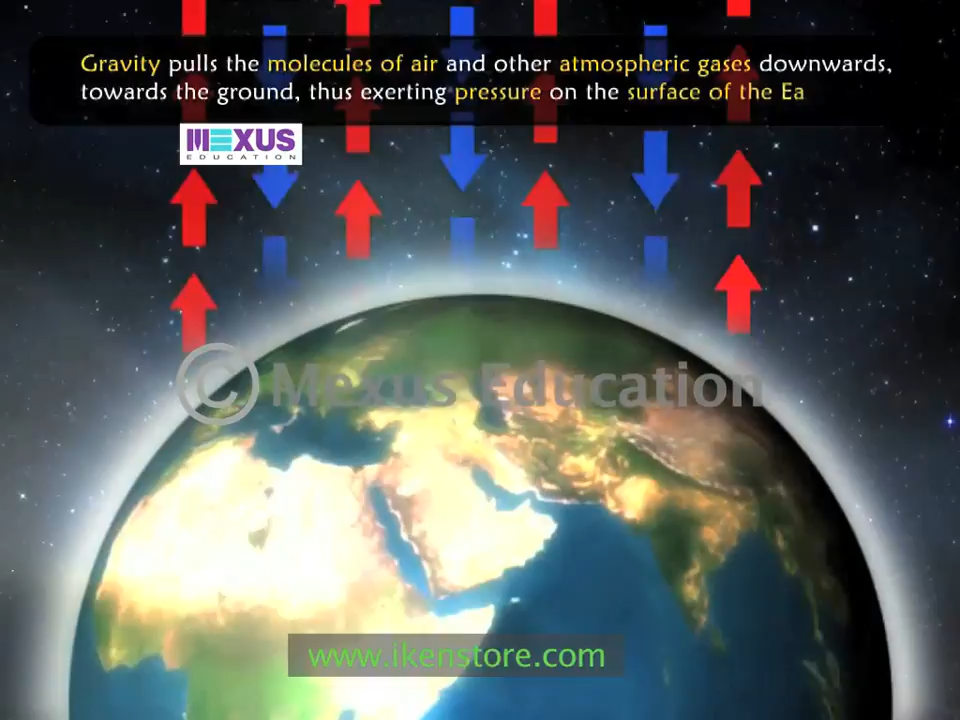 Gravity pulls the molecules of air and other atmospheric gases downwards,
towards the ground, thus exerting pressure on the surface of the Ea
MEXUS
EDUCATION
© Mexus Education
www.ikenstore.com